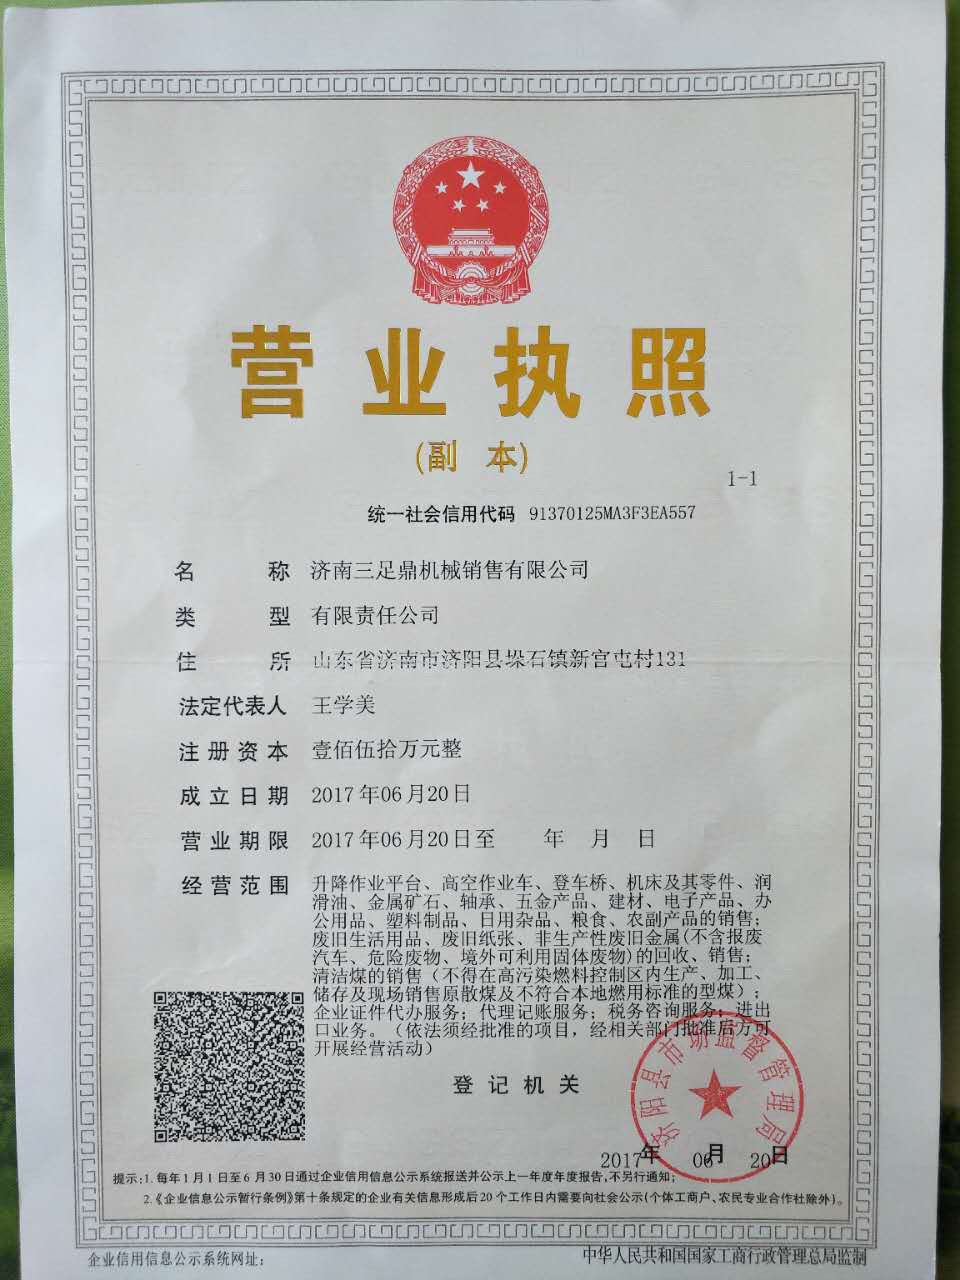 营业执照
(副 本)
1-1
统一社会信用代码 91370125MA3F3EA557
名 称 济南三足鼎机械销售有限公司
类 型 有限责任公司
住 所 山东省济南市济阳县垛石镇新官屯村131
法定代表人 王学美
注册资本 壹佰伍拾万元整
成立日期 2017年06月20日
营业期限 2017年06月20日至 年 月 日
经营范围 升降作业平台、高空作业车、登车桥、机床及其零件、润
滑油、金属矿石、轴承、五金产品、建材、电子产品、办
公用品、塑料制品、日用杂品、粮食、农副产品的销售;
废旧生活用品、废旧纸张、非生产性废旧金属(不含报废
汽车、危险废物、境外可利用固体废物)的回收、销售;
清洁煤的销售（不得在高污染燃料控制区内生产、加工、
储存及现场销售原散煤及不符合本地燃用标准的型煤）;
企业证件代办服务; 代理记账服务; 税务咨询服务; 进出
口业务。（依法须经批准的项目，经相关部门批准后方可
开展经营活动）
登记机关
济阳县市场监督管理局
2017年 06月 20日
提示:1.每年1月1日至6月30日通过企业信用信息公示系统报送并公示上一年度年度报告,不另行通知;
2.《企业信息公示暂行条例》第十条规定的企业有关信息形成后20个工作日内需要向社会公示(个体工商户、农民专业合作社除外)。
企业信用信息公示系统网址:
中华人民共和国国家工商行政管理总局监制